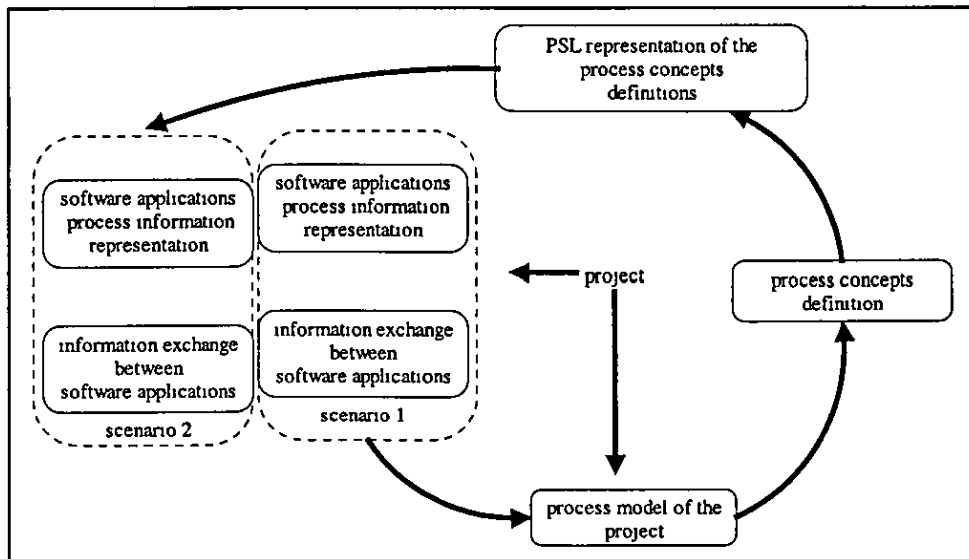 PSL representation of the
process concepts
definitions
software applications
process information
representation
software applications
process information
representation
project
process concepts
definition
information exchange
between
software applications
scenario 2
information exchange
between
software applications
scenario 1
process model of the
project